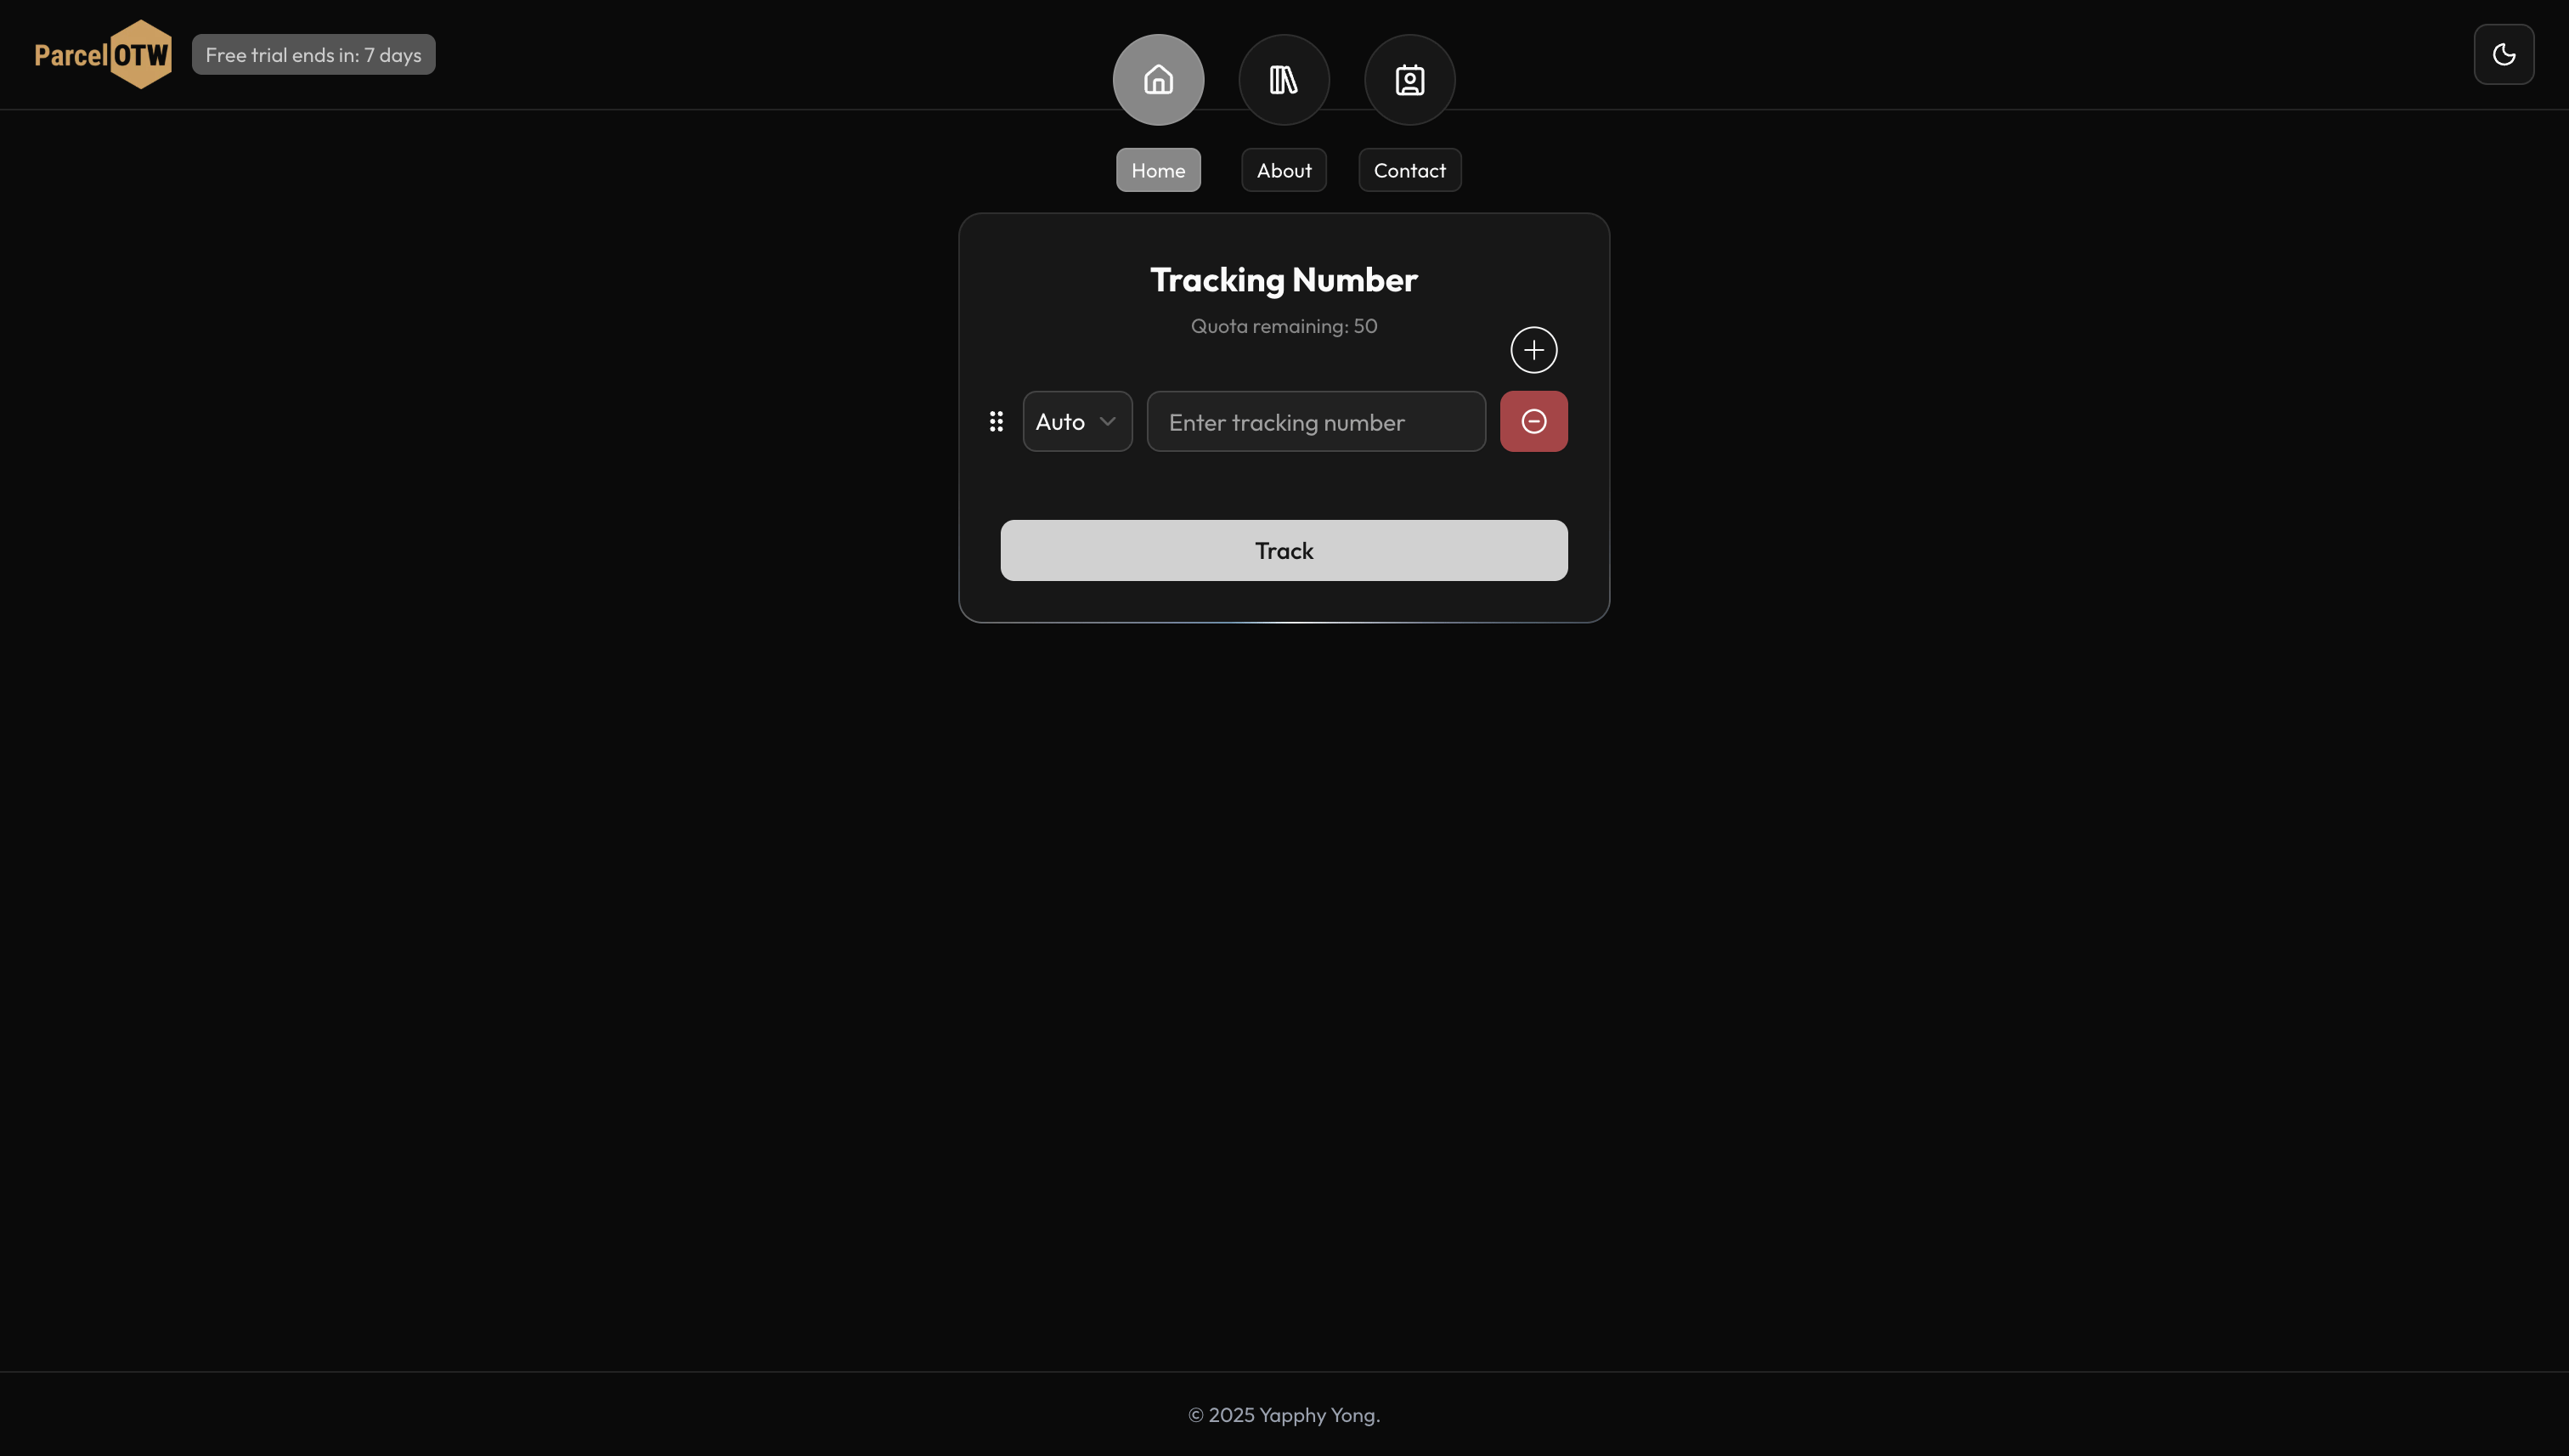 ParcelOTW
Free trial ends in: 7 days
Home
About
Contact
Tracking Number
Quota remaining: 50
Auto
Enter tracking number
Track
© 2025 Yapphy Yong.